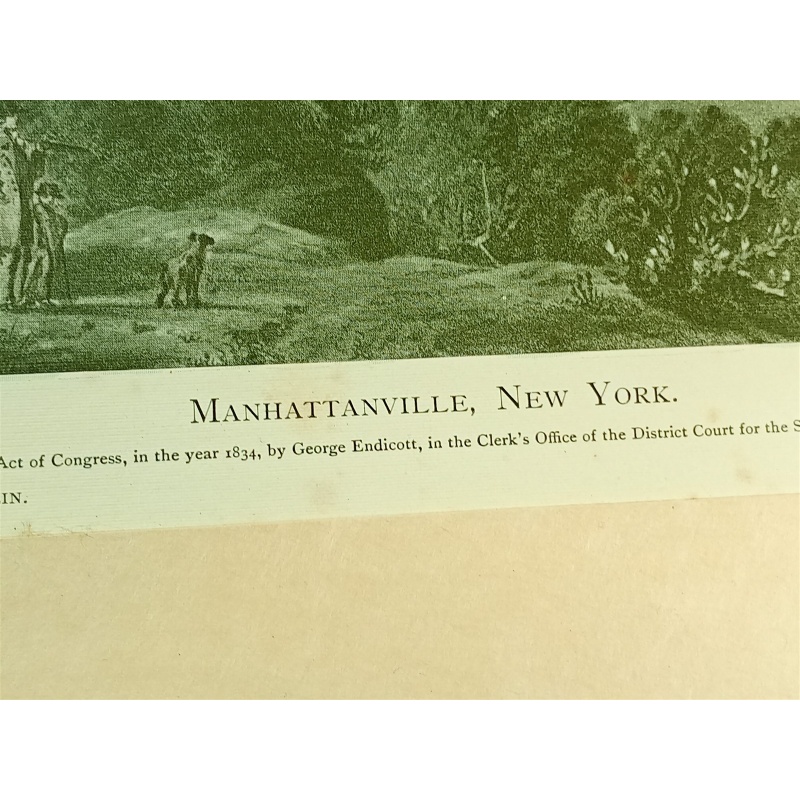 Manhattanville, New York.
Act of Congress, in the year 1834, by George Endicott, in the Clerk's Office of the District Court for the S
IN.